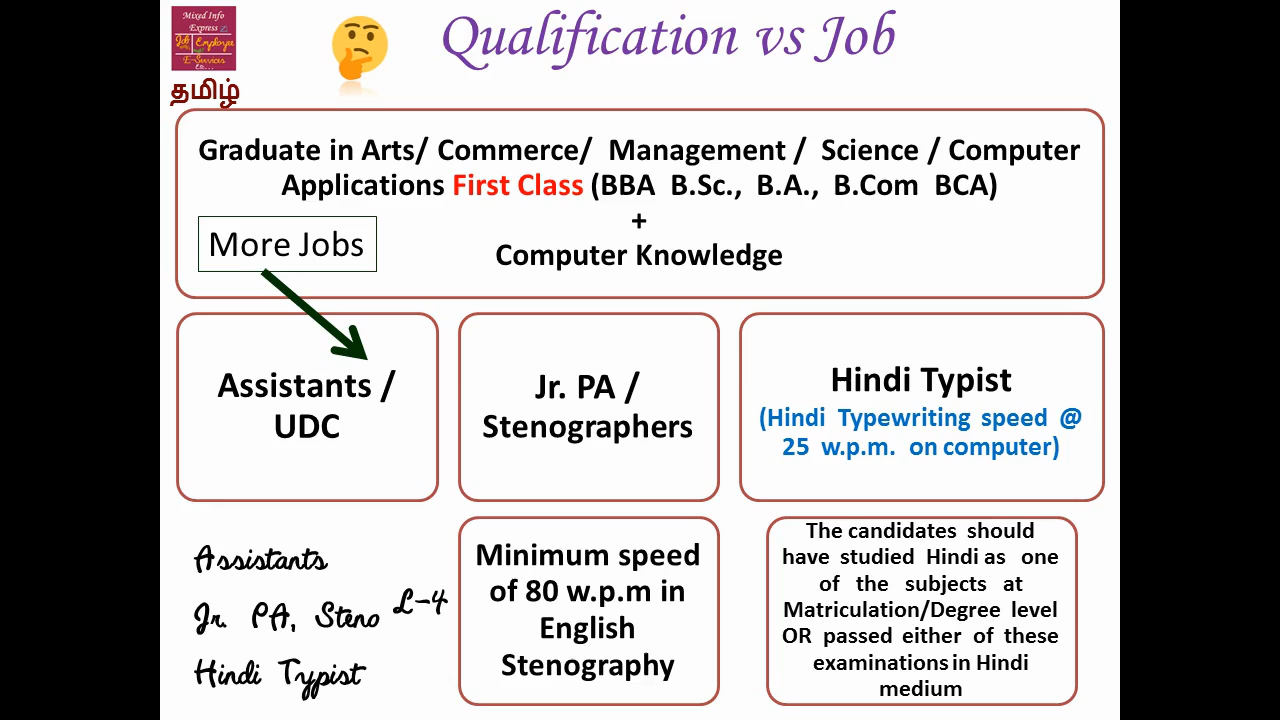 Mixed Info
Express
Job Employe
E-Services
Etc...
தமிழ்
Qualification vs Job
Graduate in Arts/ Commerce/ Management / Science / Computer
Applications First Class (BBA B.Sc., B.A., B.Com BCA)
+
Computer Knowledge
More Jobs
Assistants /
UDC
Jr. PA /
Stenographers
Hindi Typist
(Hindi Typewriting speed @
25 w.p.m. on computer)
Assistants
Jr. PA, Steno L-4
Hindi Typist
Minimum speed
of 80 w.p.m in
English
Stenography
The candidates should
have studied Hindi as one
of the subjects at
Matriculation/Degree level
OR passed either of these
examinations in Hindi
medium